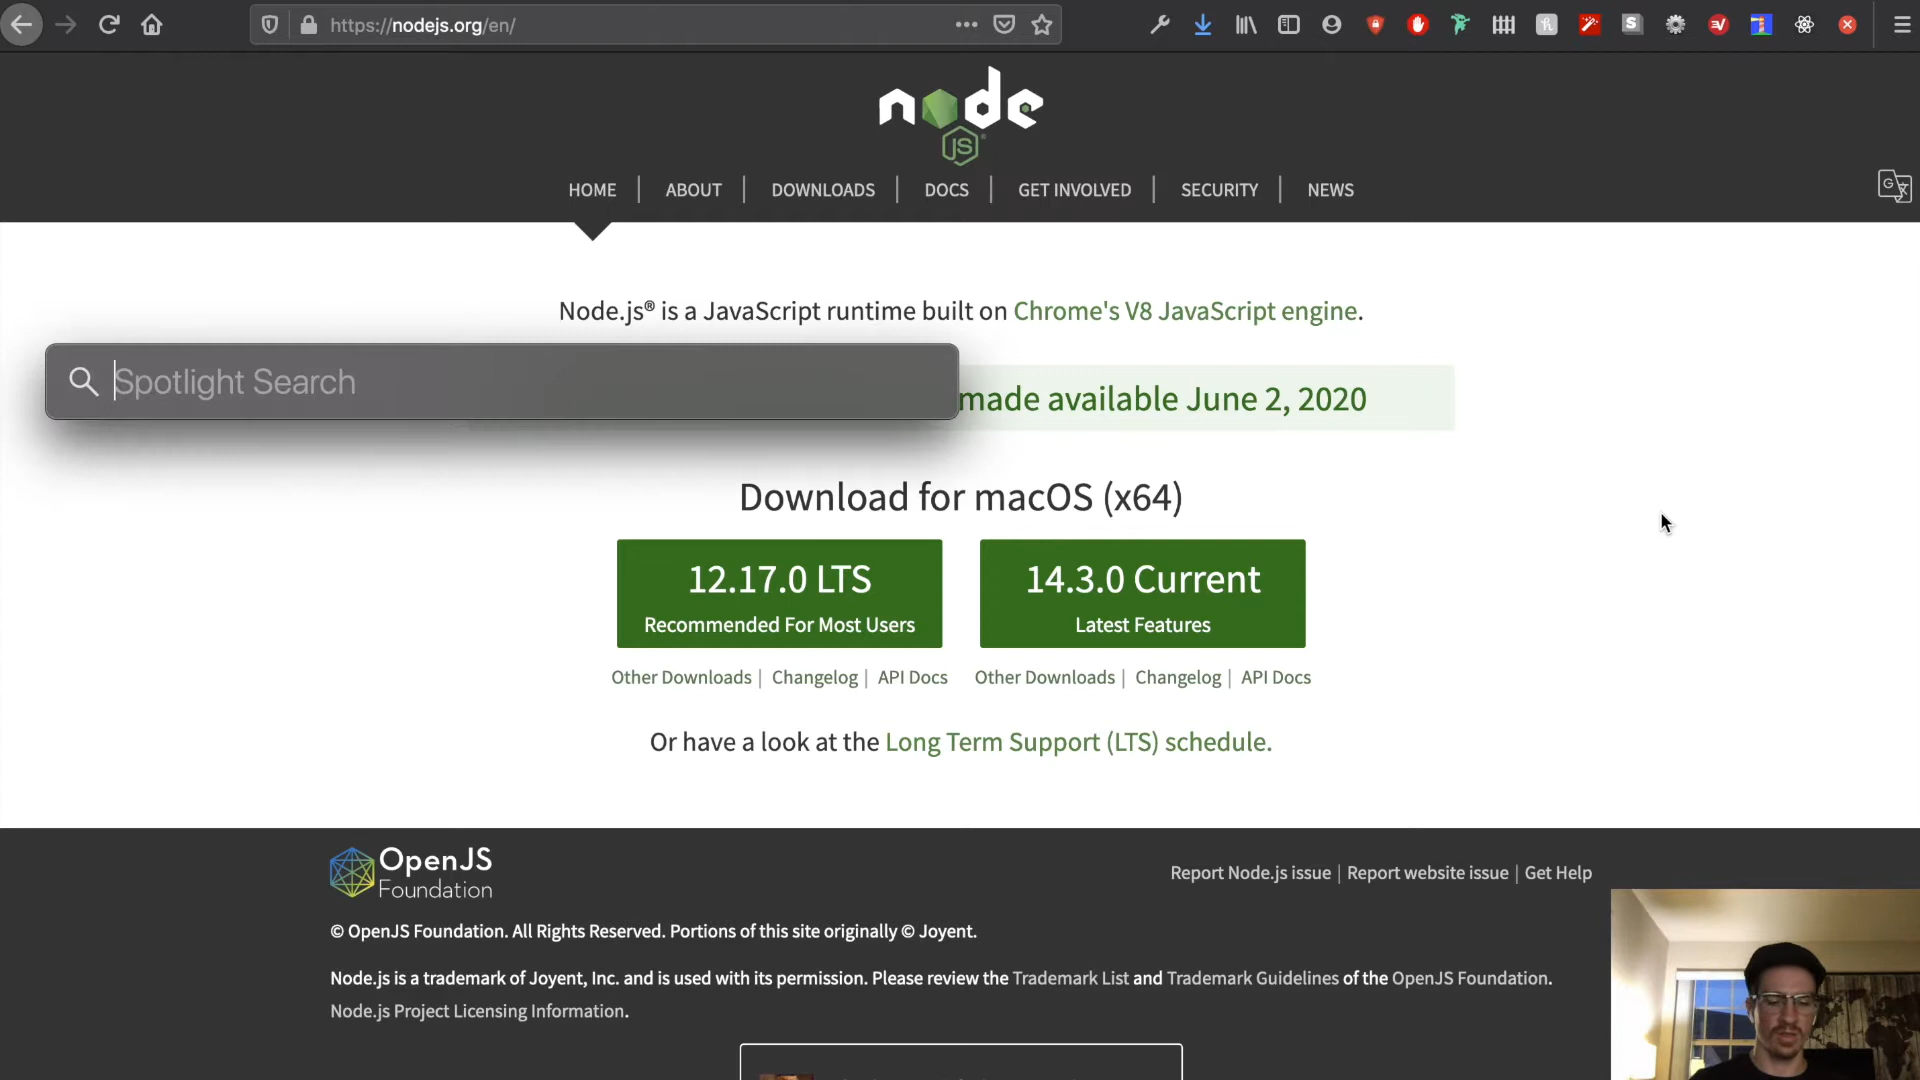 https://nodejs.org/en/
node
JS
HOME | ABOUT | DOWNLOADS | DOCS | GET INVOLVED | SECURITY | NEWS
Node.js® is a JavaScript runtime built on Chrome's V8 JavaScript engine.
Spotlight Search
made available June 2, 2020
Download for macOS (x64)
12.17.0 LTS
Recommended For Most Users
14.3.0 Current
Latest Features
Other Downloads | Changelog | API Docs
Other Downloads | Changelog | API Docs
Or have a look at the Long Term Support (LTS) schedule.
OpenJS
Foundation
Report Node.js issue | Report website issue | Get Help
© OpenJS Foundation. All Rights Reserved. Portions of this site originally © Joyent.
Node.js is a trademark of Joyent, Inc. and is used with its permission. Please review the Trademark List and Trademark Guidelines of the OpenJS Foundation.
Node.js Project Licensing Information.